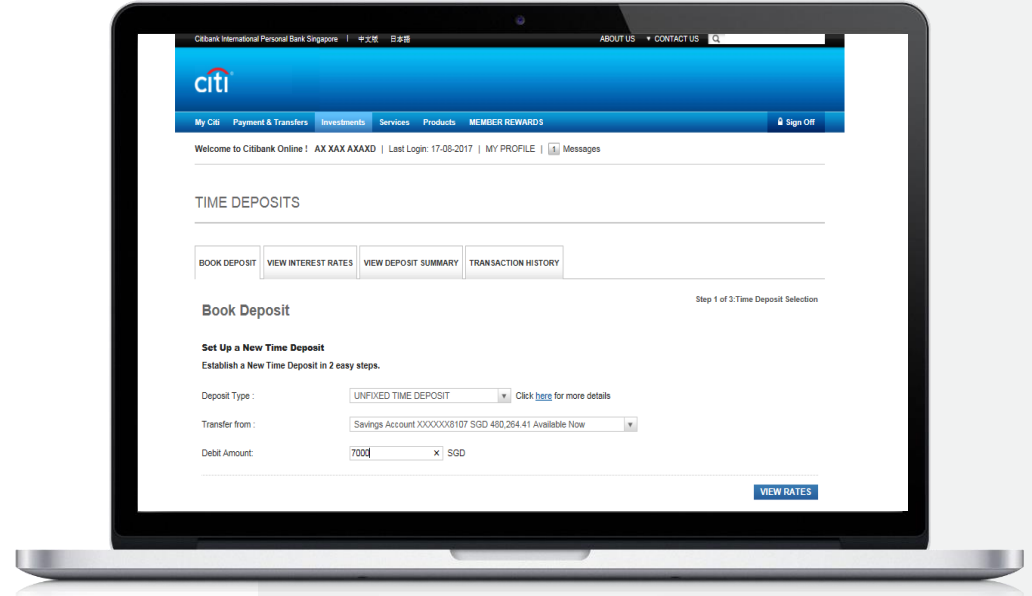 Citibank International Personal Bank Singapore | 中文版 日本語 ABOUT US ▼ CONTACT US
citi
My Citi Payment & Transfers Investments Services Products MEMBER REWARDS Sign Off
Welcome to Citibank Online ! AX XAX AXAXD | Last Login: 17-08-2017 | MY PROFILE | 1 Messages
TIME DEPOSITS
BOOK DEPOSIT VIEW INTEREST RATES VIEW DEPOSIT SUMMARY TRANSACTION HISTORY
Step 1 of 3:Time Deposit Selection
Book Deposit
Set Up a New Time Deposit
Establish a New Time Deposit in 2 easy steps.
Deposit Type : UNFIXED TIME DEPOSIT Click here for more details
Transfer from : Savings Account XXXXXX8107 SGD 480,264.41 Available Now
Debit Amount: 7000 x SGD
VIEW RATES